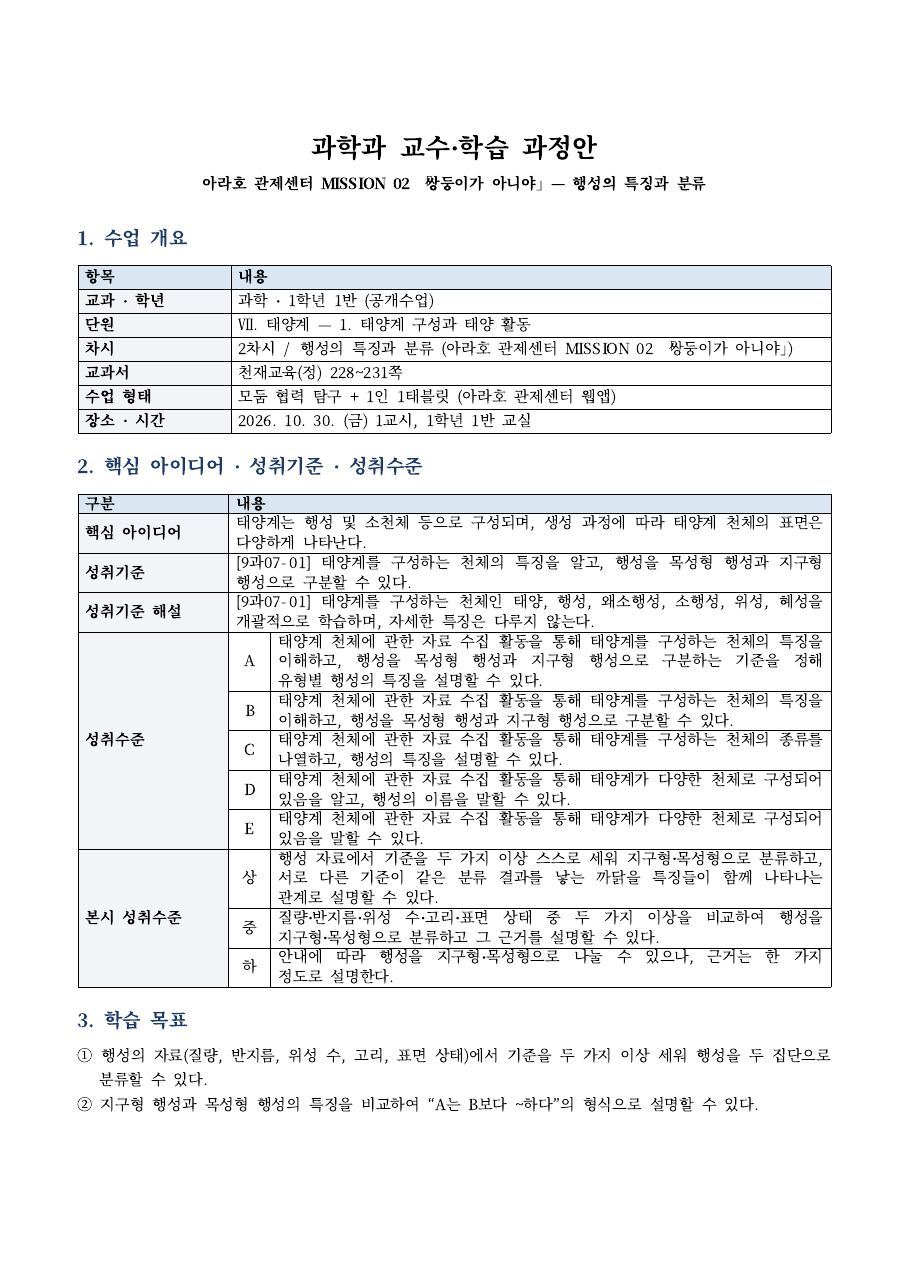 과학과 교수·학습 과정안
아라호 관제센터 MISSION 02 쌍둥이가 아니야」 — 행성의 특징과 분류
1. 수업 개요
항목 내용
교과 · 학년 과학 · 1학년 1반 (공개수업)
단원 Ⅶ. 태양계 — 1. 태양계 구성과 태양 활동
차시 2차시 / 행성의 특징과 분류 (아라호 관제센터 MISSION 02 쌍둥이가 아니야」)
교과서 천재교육(정) 228~231쪽
수업 형태 모둠 협력 탐구 + 1인 1태블릿 (아라호 관제센터 웹앱)
장소 · 시간 2026. 10. 30. (금) 1교시, 1학년 1반 교실
2. 핵심 아이디어 · 성취기준 · 성취수준
구분 내용
핵심 아이디어 태양계는 행성 및 소천체 등으로 구성되며, 생성 과정에 따라 태양계 천체의 표면은
다양하게 나타난다.
성취기준 [9과07-01] 태양계를 구성하는 천체의 특징을 알고, 행성을 목성형 행성과 지구형
행성으로 구분할 수 있다.
성취기준 해설 [9과07-01] 태양계를 구성하는 천체인 태양, 행성, 왜소행성, 소행성, 위성, 혜성을
개괄적으로 학습하며, 자세한 특징은 다루지 않는다.
성취수준 A 태양계 천체에 관한 자료 수집 활동을 통해 태양계를 구성하는 천체의 특징을
이해하고, 행성을 목성형 행성과 지구형 행성으로 구분하는 기준을 정해
유형별 행성의 특징을 설명할 수 있다.
B 태양계 천체에 관한 자료 수집 활동을 통해 태양계를 구성하는 천체의 특징을
이해하고, 행성을 목성형 행성과 지구형 행성으로 구분할 수 있다.
C 태양계 천체에 관한 자료 수집 활동을 통해 태양계를 구성하는 천체의 종류를
나열하고, 행성의 특징을 설명할 수 있다.
D 태양계 천체에 관한 자료 수집 활동을 통해 태양계가 다양한 천체로 구성되어
있음을 알고, 행성의 이름을 말할 수 있다.
E 태양계 천체에 관한 자료 수집 활동을 통해 태양계가 다양한 천체로 구성되어
있음을 말할 수 있다.
본시 성취수준 상 행성 자료에서 기준을 두 가지 이상 스스로 세워 지구형·목성형으로 분류하고,
서로 다른 기준이 같은 분류 결과를 낳는 까닭을 특징들이 함께 나타나는
관계로 설명할 수 있다.
중 질량·반지름·위성 수·고리·표면 상태 중 두 가지 이상을 비교하여 행성을
지구형·목성형으로 분류하고 그 근거를 설명할 수 있다.
하 안내에 따라 행성을 지구형·목성형으로 나눌 수 있으나, 근거는 한 가지
정도로 설명한다.
3. 학습 목표
① 행성의 자료(질량, 반지름, 위성 수, 고리, 표면 상태)에서 기준을 두 가지 이상 세워 행성을 두 집단으로
분류할 수 있다.
② 지구형 행성과 목성형 행성의 특징을 비교하여 “A는 B보다 ~하다”의 형식으로 설명할 수 있다.